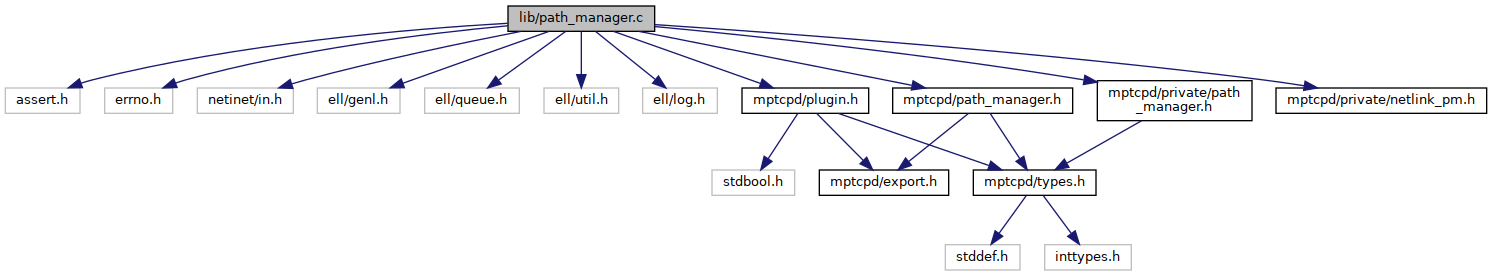 lib/path_manager.c
assert.h
errno.h
netinet/in.h
ell/genl.h
ell/queue.h
ell/util.h
ell/log.h
mptcpd/plugin.h
mptcpd/path_manager.h
mptcpd/private/path
_manager.h
mptcpd/private/netlink_pm.h
stdbool.h
mptcpd/export.h
mptcpd/types.h
stddef.h
inttypes.h